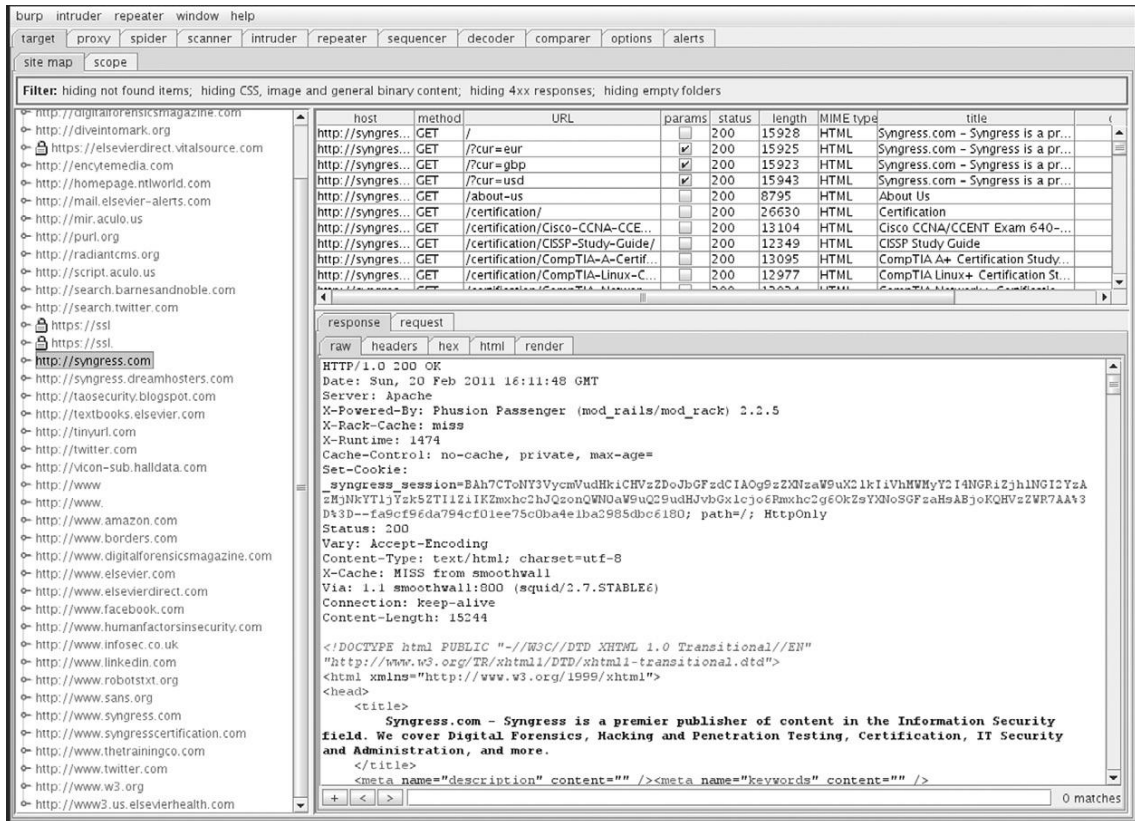 burp intruder repeater window help
target proxy spider scanner intruder repeater sequencer decoder comparer options alerts
site map scope
Filter: hiding not found items; hiding CSS, image and general binary content; hiding 4xx responses; hiding empty folders
http://digitalforensicsmagazine.com
http://diveintomark.org
https://elsevierdirect.vitalsource.com
http://encytemedia.com
http://homepage.ntlworld.com
http://mail.elsevier-alerts.com
http://mir.aculo.us
http://purl.org
http://radiantcms.org
http://script.aculo.us
http://search.barnesandnoble.com
http://search.twitter.com
https://ssl
https://ssl.
http://syngress.com
http://syngress.dreamhosters.com
http://taosecurity.blogspot.com
http://textbooks.elsevier.com
http://tinyurl.com
http://twitter.com
http://vicon-sub.halldata.com
http://www
http://www.
http://www.amazon.com
http://www.borders.com
http://www.digitalforensicsmagazine.com
http://www.elsevier.com
http://www.elsevierdirect.com
http://www.facebook.com
http://www.humanfactorsinsecurity.com
http://www.infosec.co.uk
http://www.linkedin.com
http://www.robotstxt.org
http://www.sans.org
http://www.syngress.com
http://www.syngresscertification.com
http://www.thetrainingco.com
http://www.twitter.com
http://www.w3.org
http://www3.us.elsevierhealth.com
host method URL params status length MIME type title
http://syngres... GET / 200 15928 HTML Syngress.com – Syngress is a pr...
http://syngres... GET /?cur=eur 200 15925 HTML Syngress.com – Syngress is a pr...
http://syngres... GET /?cur=gbp 200 15923 HTML Syngress.com – Syngress is a pr...
http://syngres... GET /?cur=usd 200 15943 HTML Syngress.com – Syngress is a pr...
http://syngres... GET /about-us 200 8795 HTML About Us
http://syngres... GET /certification/ 200 26630 HTML Certification
http://syngres... GET /certification/Cisco-CCNA-CCE... 200 13104 HTML Cisco CCNA/CCENT Exam 640-...
http://syngres... GET /certification/CISSP-Study-Guide/ 200 12349 HTML CISSP Study Guide
http://syngres... GET /certification/CompTIA-A-Certif... 200 13095 HTML CompTIA A+ Certification Study...
http://syngres... GET /certification/CompTIA-Linux-C... 200 12977 HTML CompTIA Linux+ Certification St...
response request
raw headers hex html render
HTTP/1.0 200 OK
Date: Sun, 20 Feb 2011 16:11:48 GMT
Server: Apache
X-Powered-By: Phusion Passenger (mod_rails/mod_rack) 2.2.5
X-Rack-Cache: miss
X-Runtime: 1474
Cache-Control: no-cache, private, max-age=
Set-Cookie:
path=/; HttpOnly
Status: 200
Vary: Accept-Encoding
Content-Type: text/html; charset=utf-8
X-Cache: MISS from smoothwall
Via: 1.1 smoothwall:800 (squid/2.7.STABLE6)
Connection: keep-alive
Content-Length: 15244
<!DOCTYPE html PUBLIC "-//W3C//DTD XHTML 1.0 Transitional//EN"
"http://www.w3.org/TR/xhtml1/DTD/xhtml1-transitional.dtd">
<html xmlns="http://www.w3.org/1999/xhtml">
<head>
<title>
Syngress.com – Syngress is a premier publisher of content in the Information Security
field. We cover Digital Forensics, Hacking and Penetration Testing, Certification, IT Security
and Administration, and more.
</title>
<meta name="description" content="" /><meta name="keywords" content="" />
+ < > 0 matches